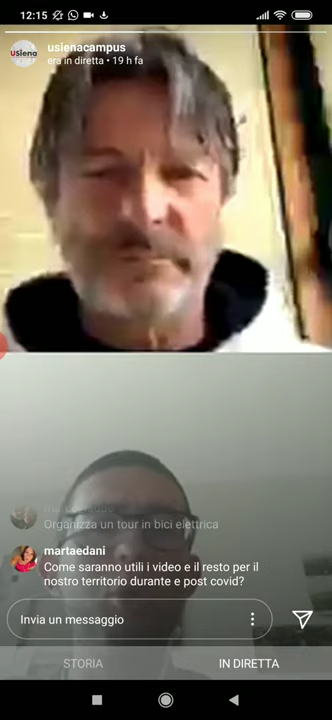 12:15
USiena
usienacampus
era in diretta • 19 h fa
Organizza un tour in bici elettrica
martaedani
Come saranno utili i video e il resto per il
nostro territorio durante e post covid?
Invia un messaggio
STORIA
IN DIRETTA